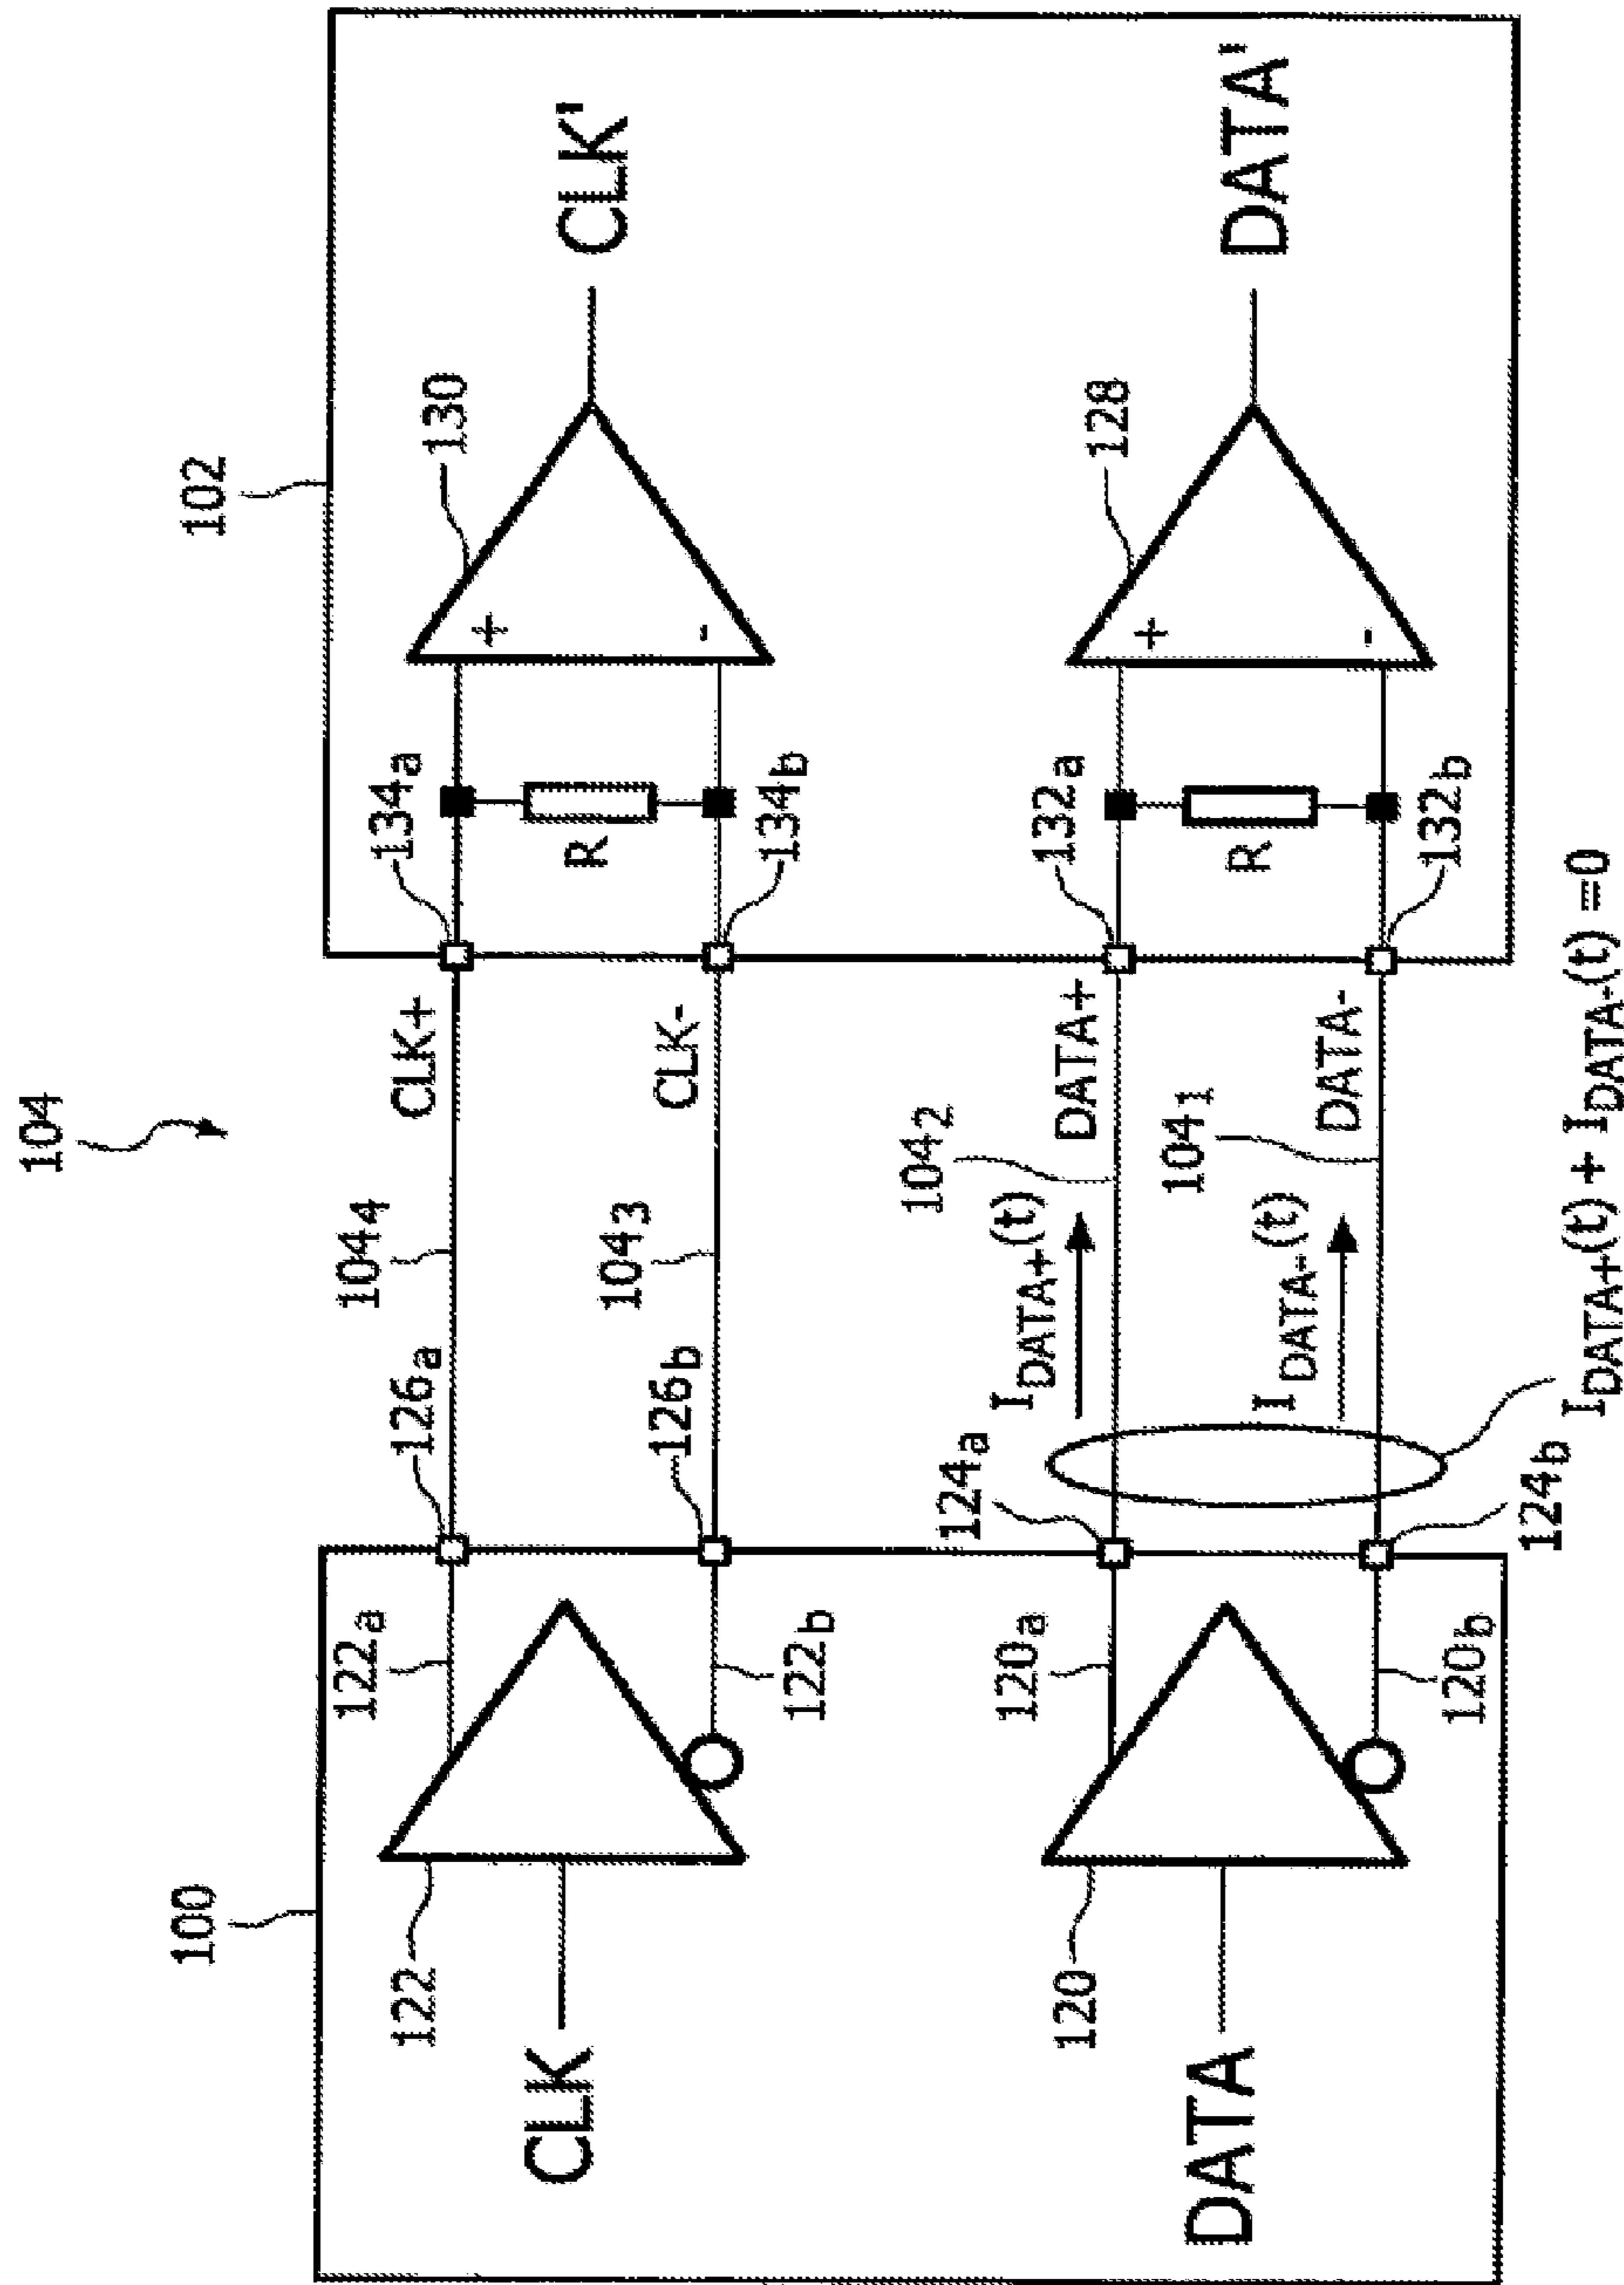 104
100
102
122
122a
126a
1044
CLK+
134a
130
CLK
CLK'
R
+
-
122b
126b
1043
CLK-
134b
120
120a
124a
IDATA+(t)
1042
DATA+
132a
128
DATA
DATA'
R
+
-
120b
124b
IDATA-(t)
1041
DATA-
132b
IDATA+(t) + IDATA-(t) =0